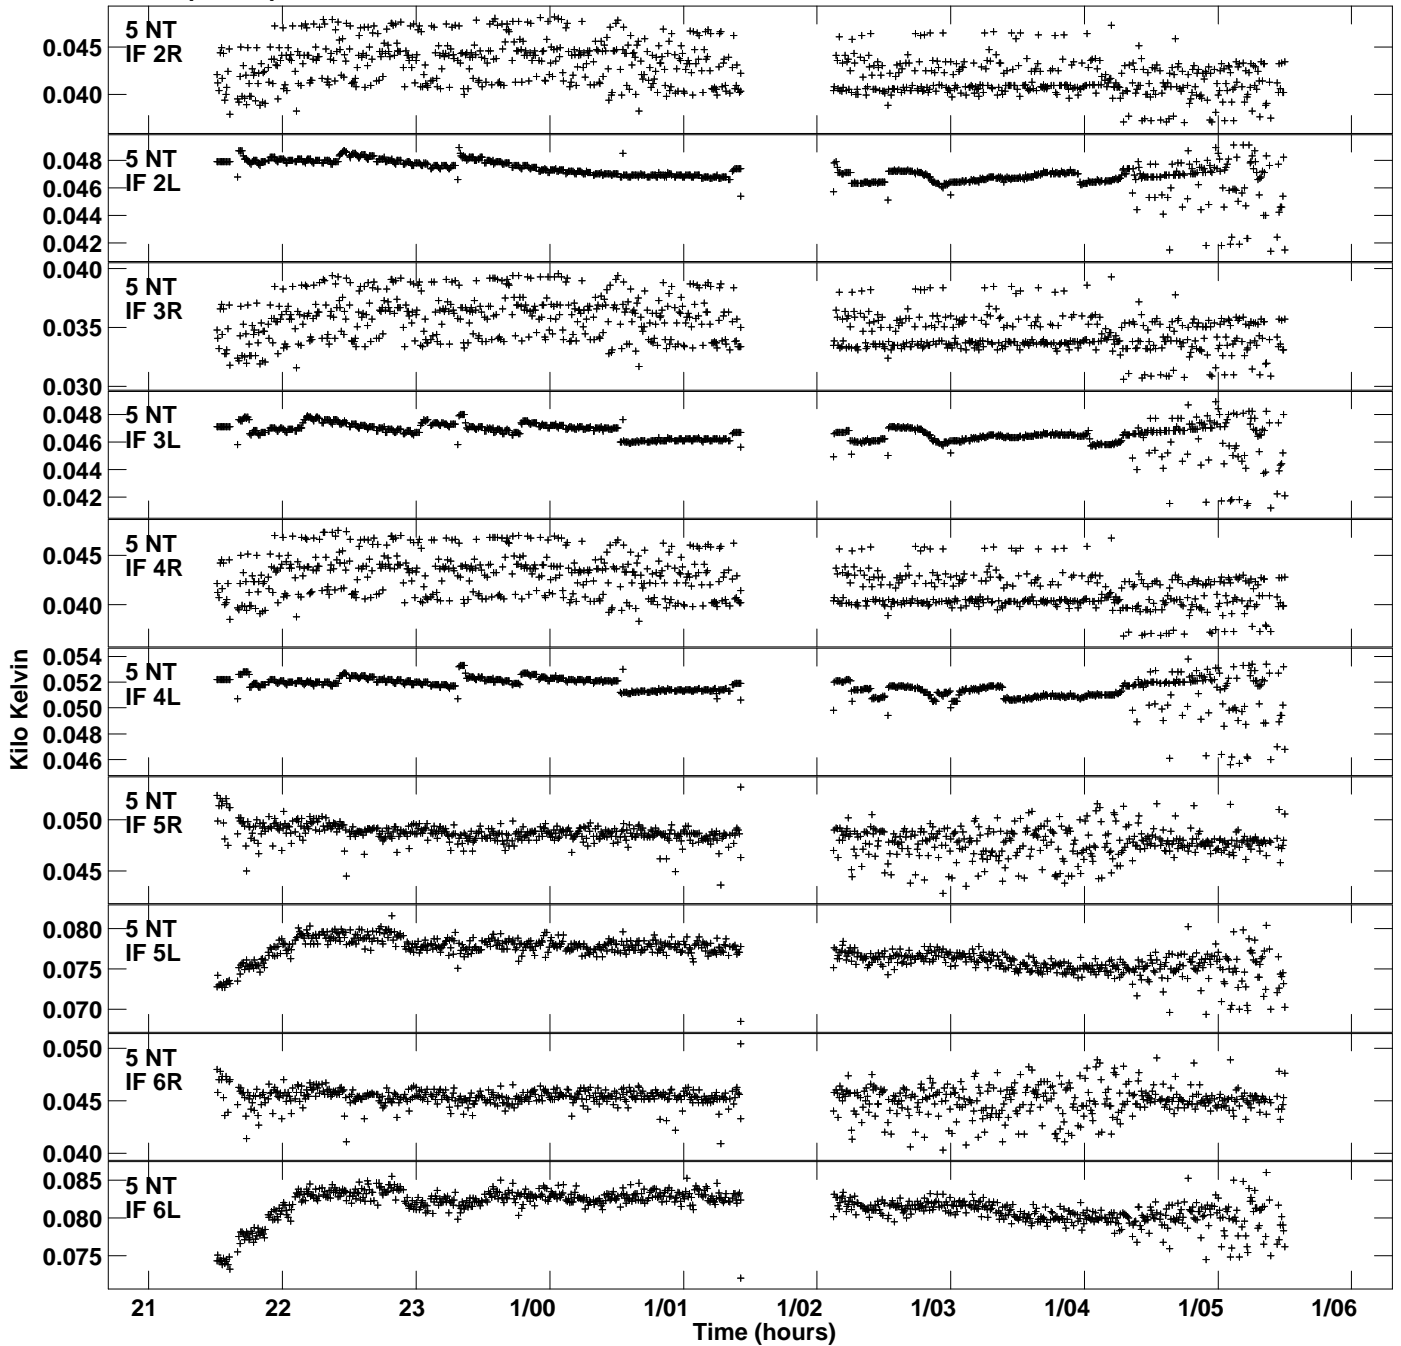 5 NT
IF 2R
0.045
0.040
5 NT
IF 2L
0.048
0.046
0.044
0.042
5 NT
IF 3R
0.040
0.035
0.030
5 NT
IF 3L
0.048
0.046
0.044
0.042
5 NT
IF 4R
0.045
0.040
5 NT
IF 4L
0.054
0.052
0.050
0.048
0.046
5 NT
IF 5R
0.050
0.045
5 NT
IF 5L
0.080
0.075
0.070
5 NT
IF 6R
0.050
0.045
0.040
5 NT
IF 6L
0.085
0.080
0.075
Kilo Kelvin
21 22 23 1/00 1/01 1/02 1/03 1/04 1/05 1/06
Time (hours)